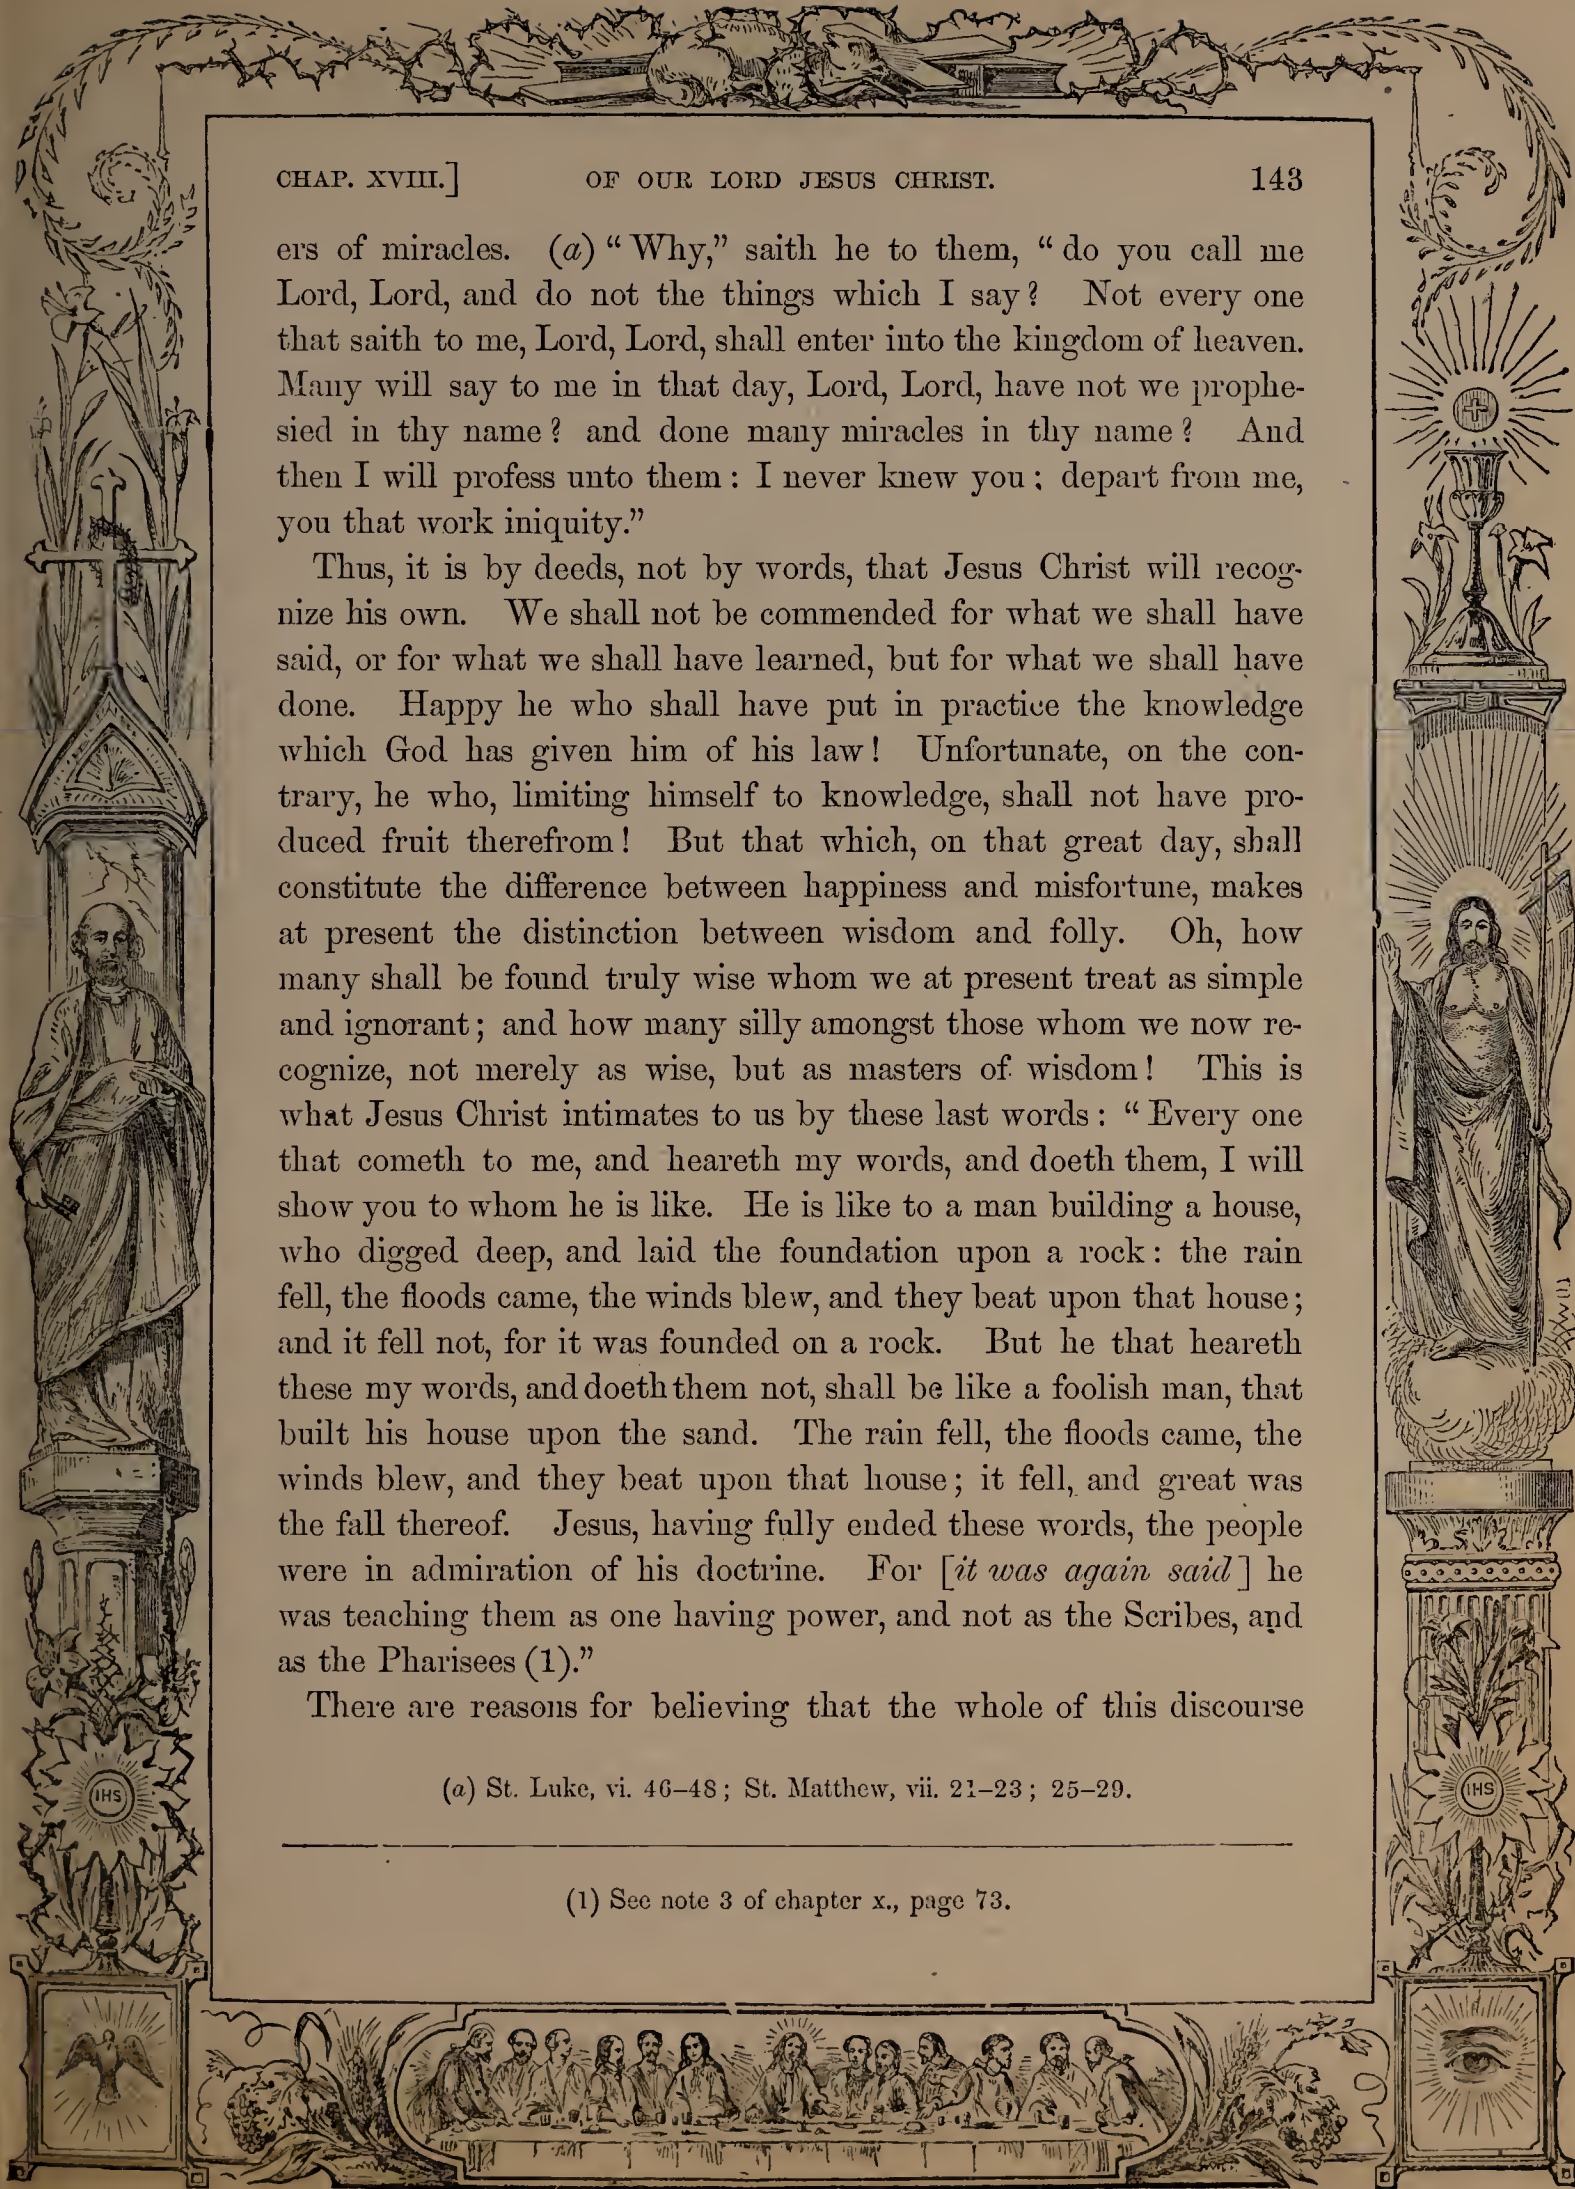 CHAP. XVIII.] OF OUR LORD JESUS CHRIST. 143
ers of miracles. (a) “Why,” saith he to them, “do you call me
Lord, Lord, and do not the things which I say? Not every one
that saith to me, Lord, Lord, shall enter into the kingdom of heaven.
Many will say to me in that day, Lord, Lord, have not we prophe-
sied in thy name? and done many miracles in thy name? And
then I will profess unto them: I never knew you; depart from me,
you that work iniquity.”
Thus, it is by deeds, not by words, that Jesus Christ will recog-
nize his own. We shall not be commended for what we shall have
said, or for what we shall have learned, but for what we shall have
done. Happy he who shall have put in practice the knowledge
which God has given him of his law! Unfortunate, on the con-
trary, he who, limiting himself to knowledge, shall not have pro-
duced fruit therefrom! But that which, on that great day, shall
constitute the difference between happiness and misfortune, makes
at present the distinction between wisdom and folly. Oh, how
many shall be found truly wise whom we at present treat as simple
and ignorant; and how many silly amongst those whom we now re-
cognize, not merely as wise, but as masters of wisdom! This is
what Jesus Christ intimates to us by these last words: “Every one
that cometh to me, and heareth my words, and doeth them, I will
show you to whom he is like. He is like to a man building a house,
who digged deep, and laid the foundation upon a rock: the rain
fell, the floods came, the winds blew, and they beat upon that house;
and it fell not, for it was founded on a rock. But he that heareth
these my words, and doeth them not, shall be like a foolish man, that
built his house upon the sand. The rain fell, the floods came, the
winds blew, and they beat upon that house; it fell, and great was
the fall thereof. Jesus, having fully ended these words, the people
were in admiration of his doctrine. For [it was again said] he
was teaching them as one having power, and not as the Scribes, and
as the Pharisees (1).”
There are reasons for believing that the whole of this discourse
(a) St. Luke, vi. 46–48; St. Matthew, vii. 21–23; 25–29.
(1) See note 3 of chapter x., page 73.
IHS
IHS